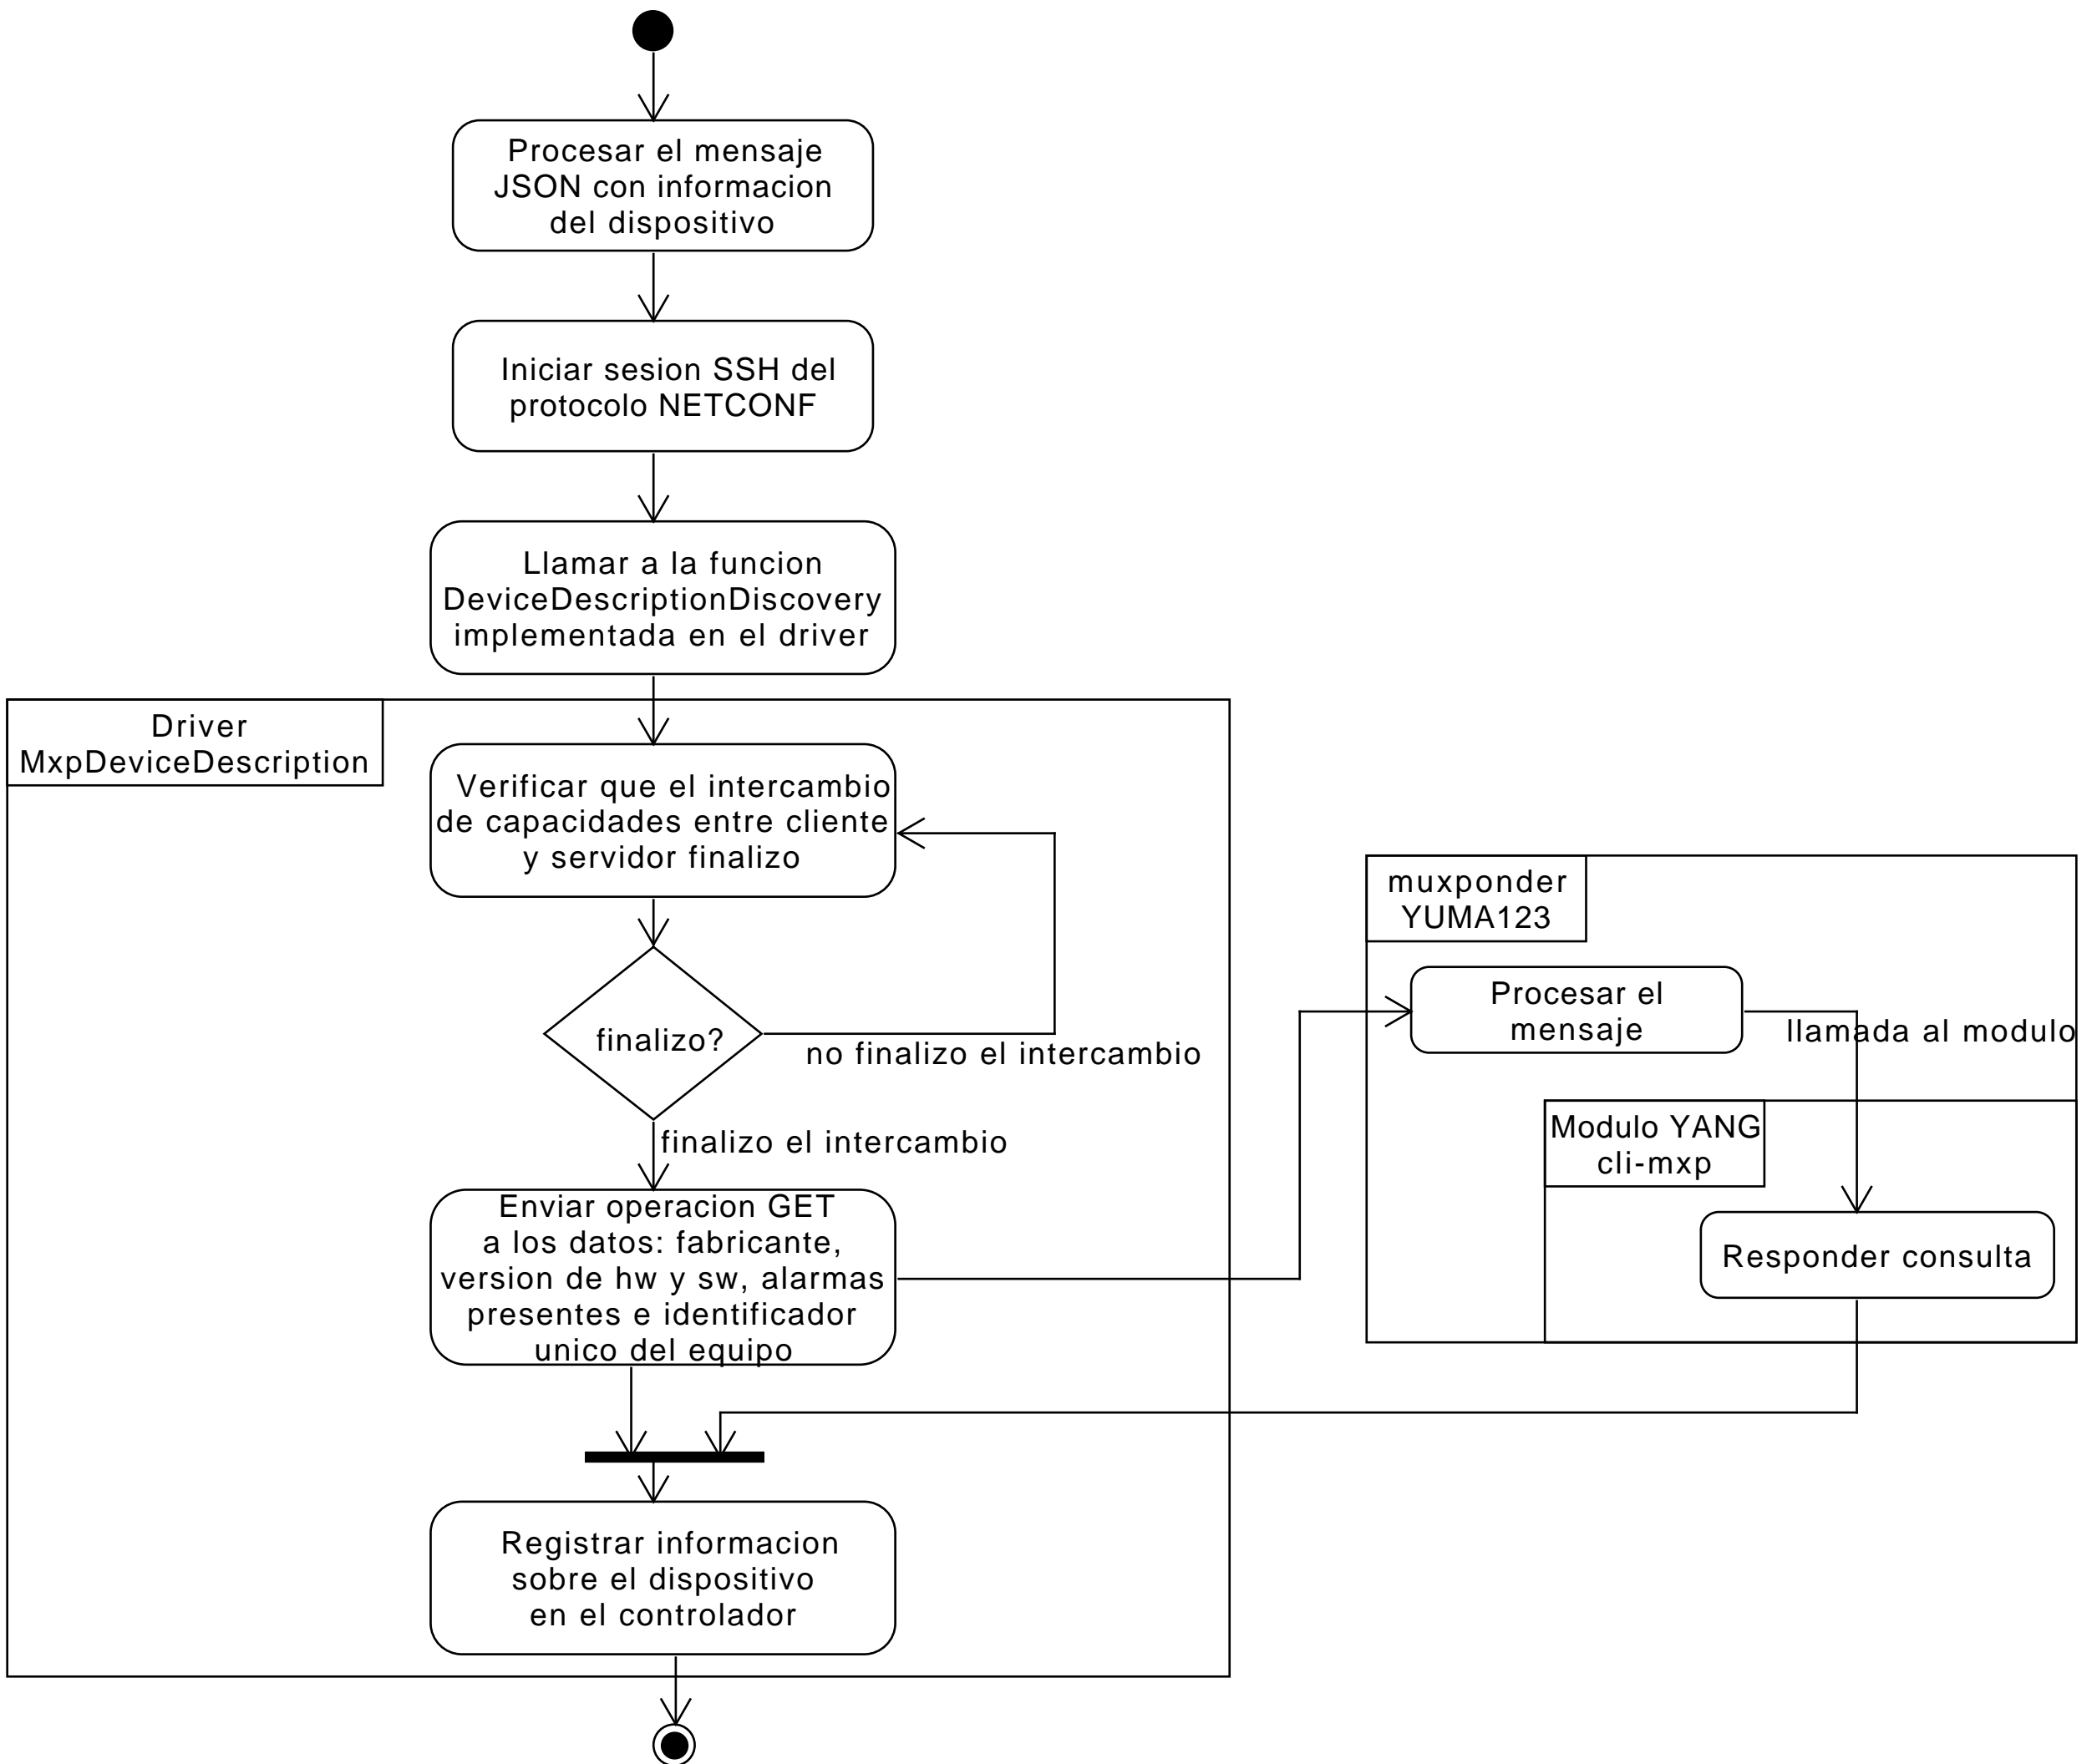 Procesar el mensaje
JSON con informacion
del dispositivo
Iniciar sesion SSH del
protocolo NETCONF
Llamar a la funcion
DeviceDescriptionDiscovery
implementada en el driver
Driver
MxpDeviceDescription
Verificar que el intercambio
de capacidades entre cliente
y servidor finalizo
finalizo?
no finalizo el intercambio
finalizo el intercambio
Enviar operacion GET
a los datos: fabricante,
version de hw y sw, alarmas
presentes e identificador
unico del equipo
muxponder
YUMA123
Procesar el
mensaje
llamada al modulo
Modulo YANG
cli-mxp
Responder consulta
Registrar informacion
sobre el dispositivo
en el controlador